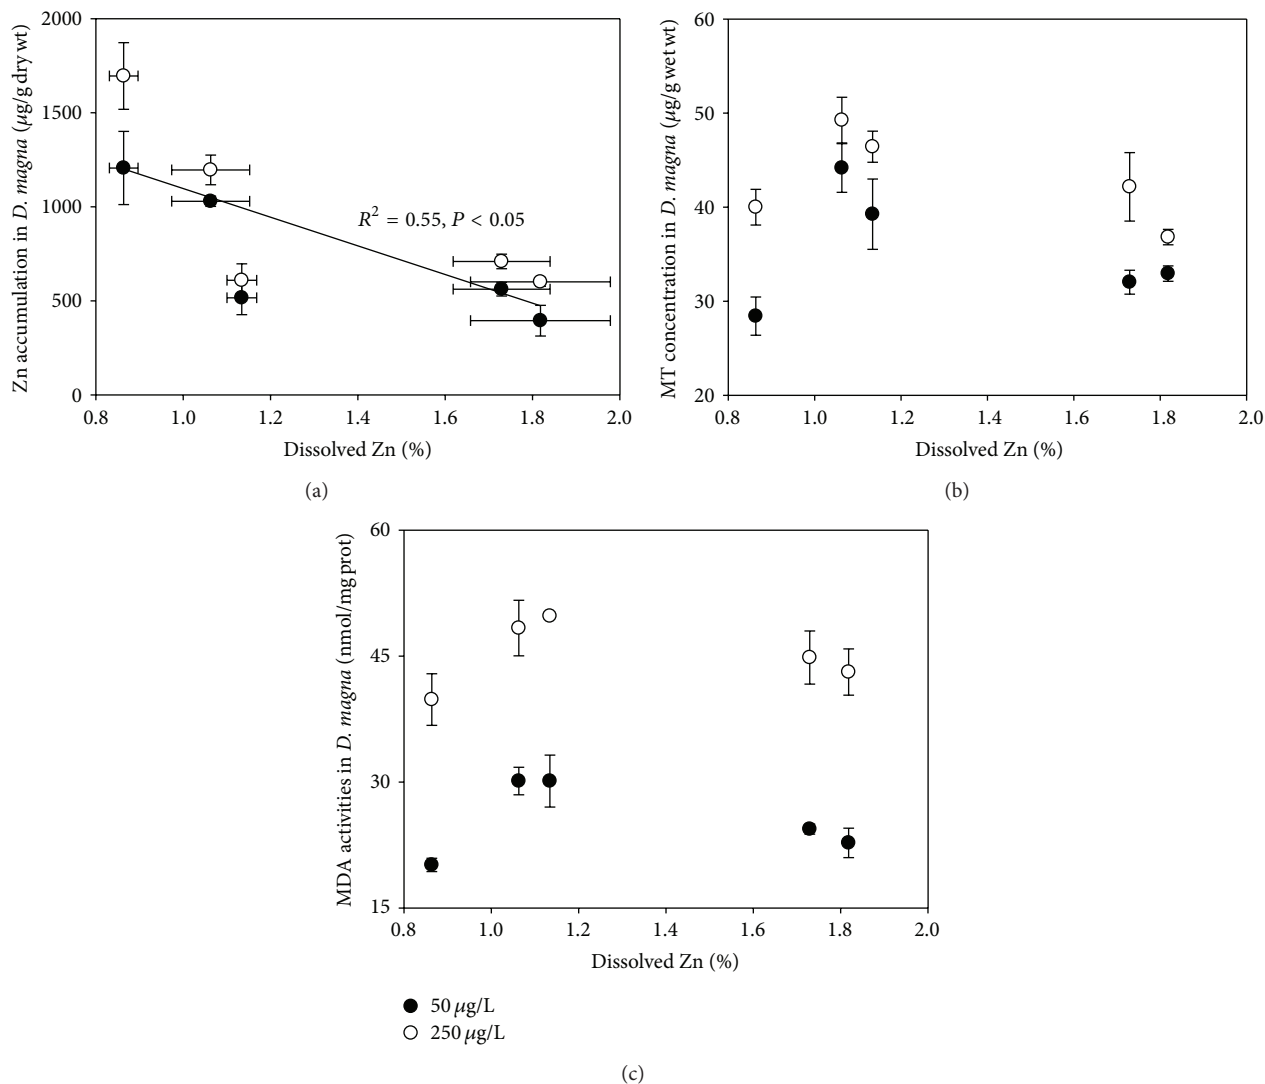 Zn accumulation in D. magna (μg/g dry wt)
2000
1500
1000
500
0
R² = 0.55, P < 0.05
0.8 1.0 1.2 1.4 1.6 1.8 2.0
Dissolved Zn (%)
(a)
MT concentration in D. magna (μg/g wet wt)
60
50
40
30
20
0.8 1.0 1.2 1.4 1.6 1.8 2.0
Dissolved Zn (%)
(b)
MDA activities in D. magna (nmol/mg prot)
60
45
30
15
0.8 1.0 1.2 1.4 1.6 1.8 2.0
Dissolved Zn (%)
50 μg/L
250 μg/L
(c)